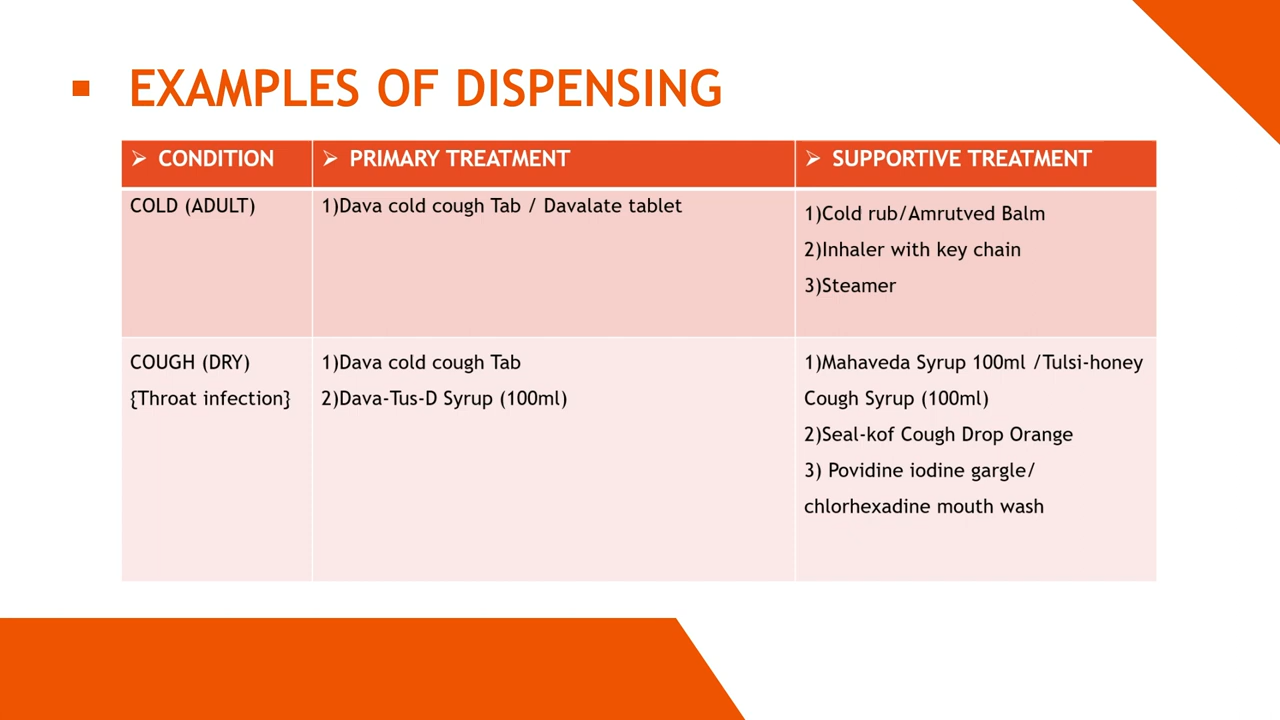 EXAMPLES OF DISPENSING
CONDITION
PRIMARY TREATMENT
SUPPORTIVE TREATMENT
COLD (ADULT)
1)Dava cold cough Tab / Davalate tablet
1)Cold rub/Amrutved Balm
2)Inhaler with key chain
3)Steamer
COUGH (DRY)
{Throat infection}
1)Dava cold cough Tab
2)Dava-Tus-D Syrup (100ml)
1)Mahaveda Syrup 100ml /Tulsi-honey
Cough Syrup (100ml)
2)Seal-kof Cough Drop Orange
3) Povidine iodine gargle/
chlorhexadine mouth wash